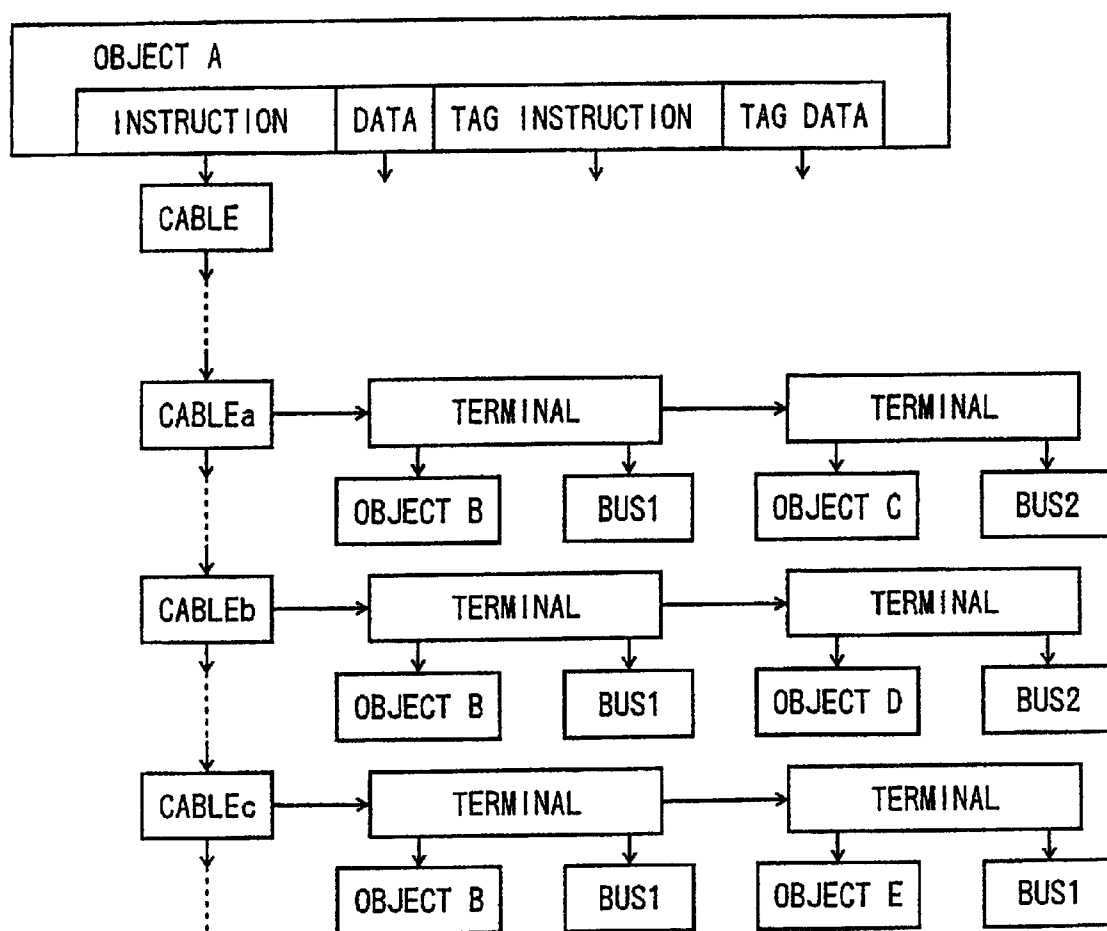 OBJECT A
INSTRUCTION DATA TAG INSTRUCTION TAG DATA
CABLE
CABLEa TERMINAL TERMINAL
OBJECT B BUS1 OBJECT C BUS2
CABLEb TERMINAL TERMINAL
OBJECT B BUS1 OBJECT D BUS2
CABLEc TERMINAL TERMINAL
OBJECT B BUS1 OBJECT E BUS1